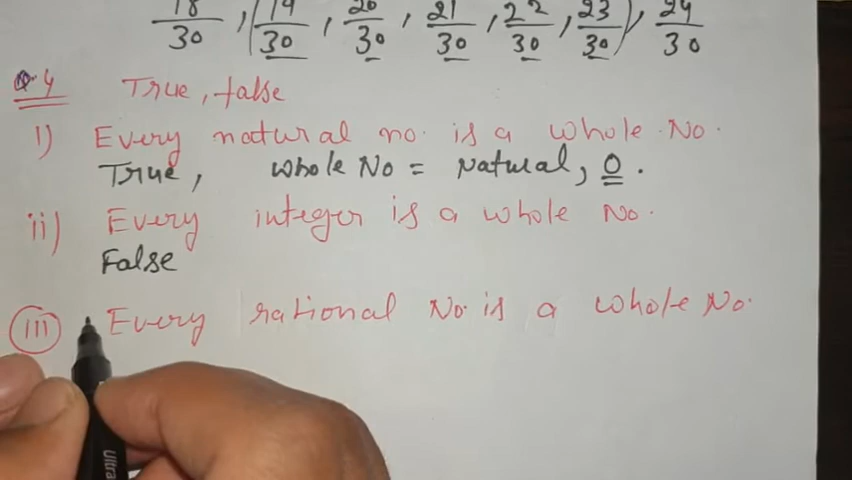 18/30, (19/30, 20/30, 21/30, 22/30, 23/30), 24/30
Q.4 True, false
i) Every natural no. is a whole No.
True, whole No = Natural, 0.
ii) Every integer is a whole No.
False
iii) Every rational No. is a whole No.
Ultra